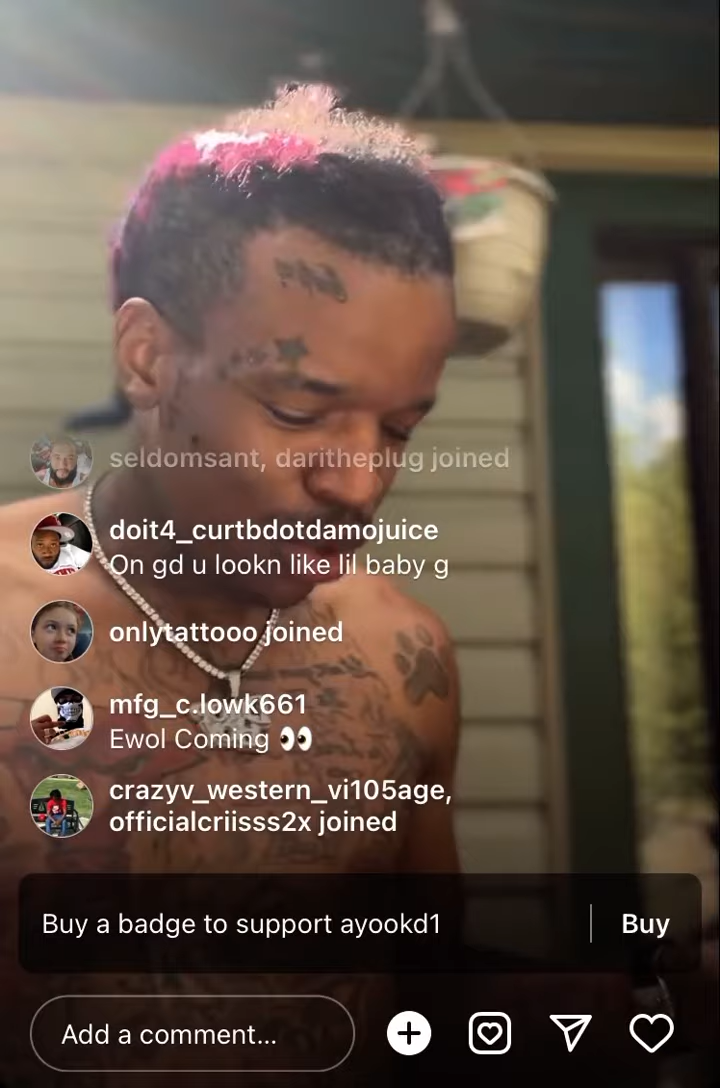 seldomsant, daritheplug joined
doit4_curtbdotdamojuice
On gd u lookn like lil baby g
onlytattooo joined
mfg_c.lowk661
Ewol Coming 👀
crazyv_western_vi105age,
officialcriisss2x joined
Buy a badge to support ayookd1
Buy
Add a comment...